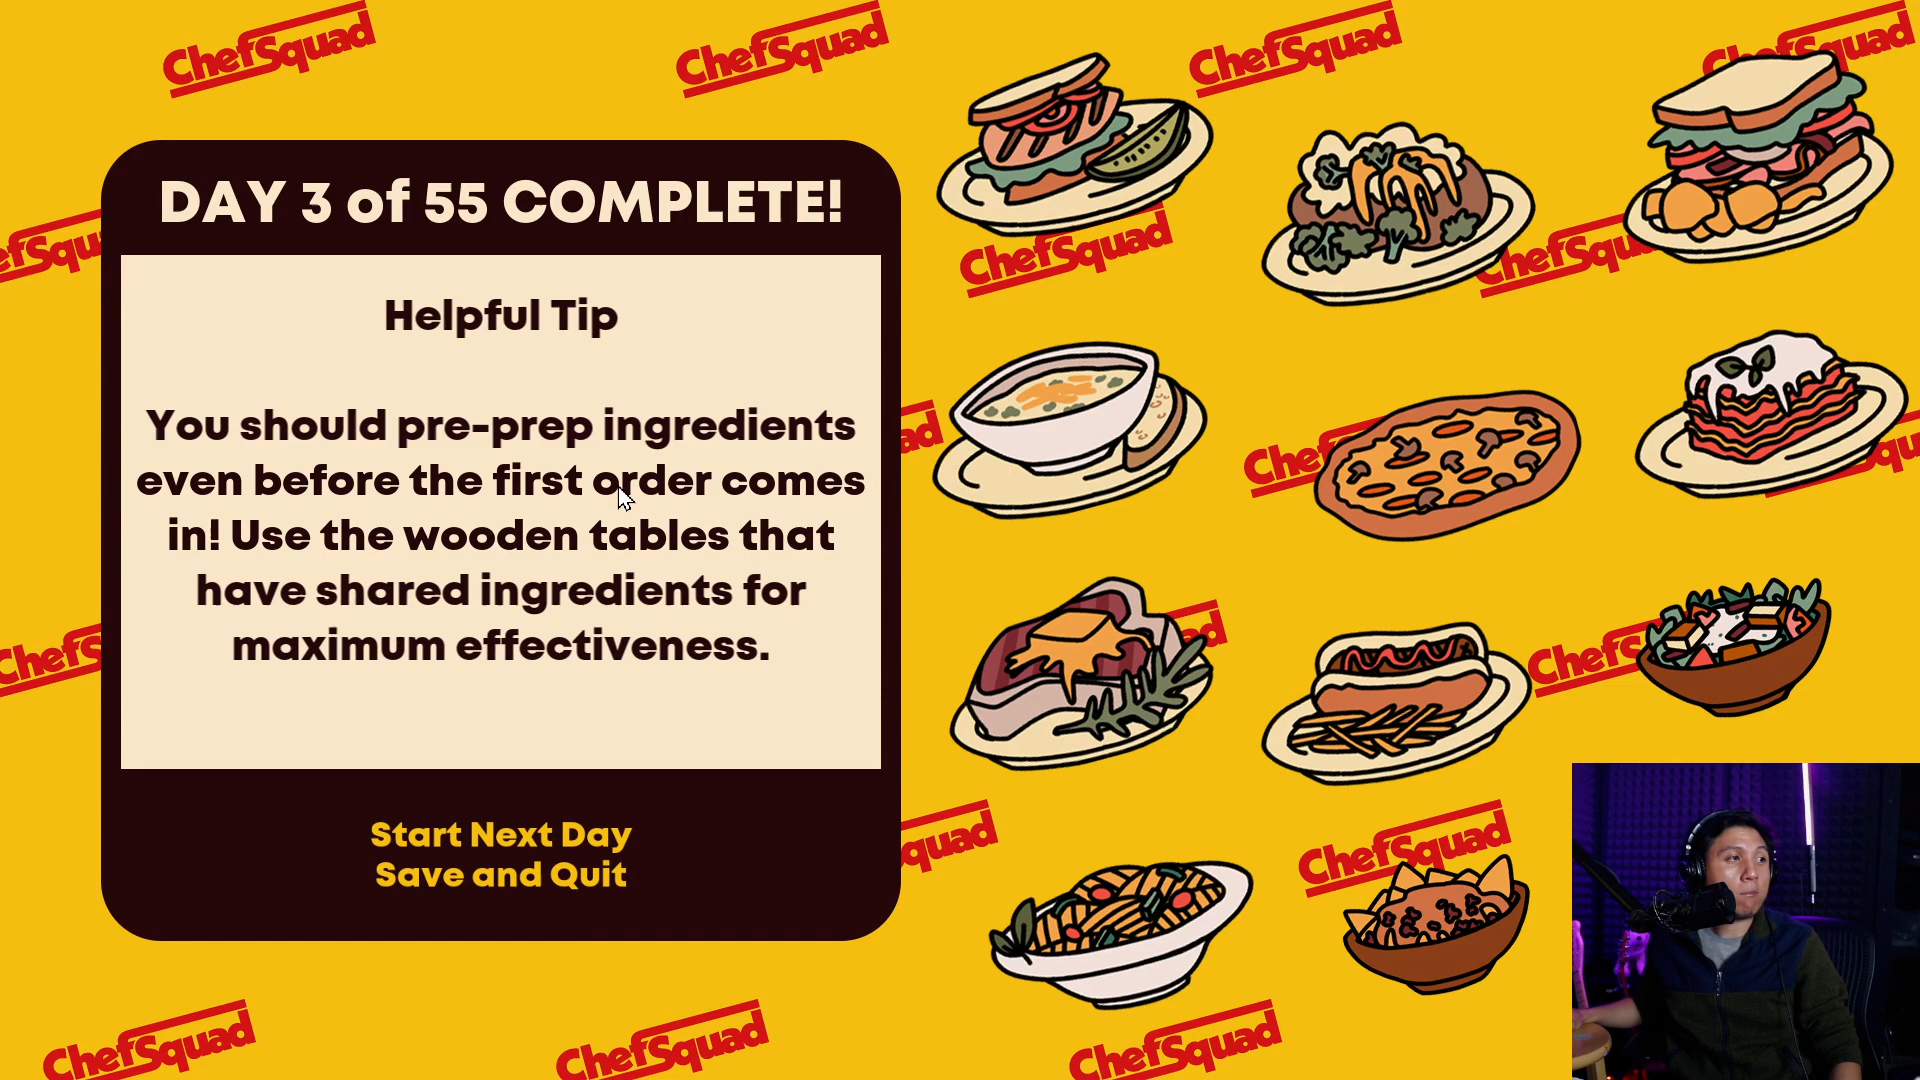 ChefSquad
ChefSquad
ChefSquad
ChefSquad
DAY 3 of 55 COMPLETE!
Helpful Tip
You should pre-prep ingredients
even before the first order comes
in! Use the wooden tables that
have shared ingredients for
maximum effectiveness.
Start Next Day
Save and Quit
ChefSquad
ChefSquad
ChefSquad
ChefSquad
ChefSquad